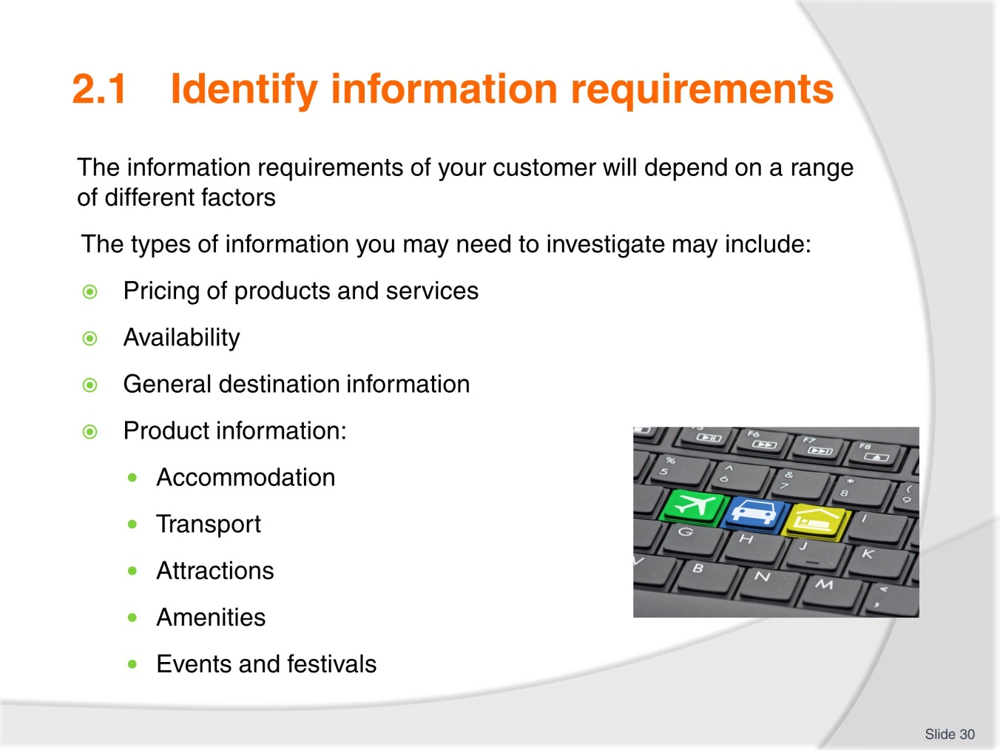 2.1 Identify information requirements
The information requirements of your customer will depend on a range
of different factors
The types of information you may need to investigate may include:
Pricing of products and services
Availability
General destination information
Product information:
Accommodation
Transport
Attractions
Amenities
Events and festivals
F6
F7
F8
%
5
^
6
&
7
*
8
(
9
I
G
H
J
K
V
B
N
M
<
,
Slide 30